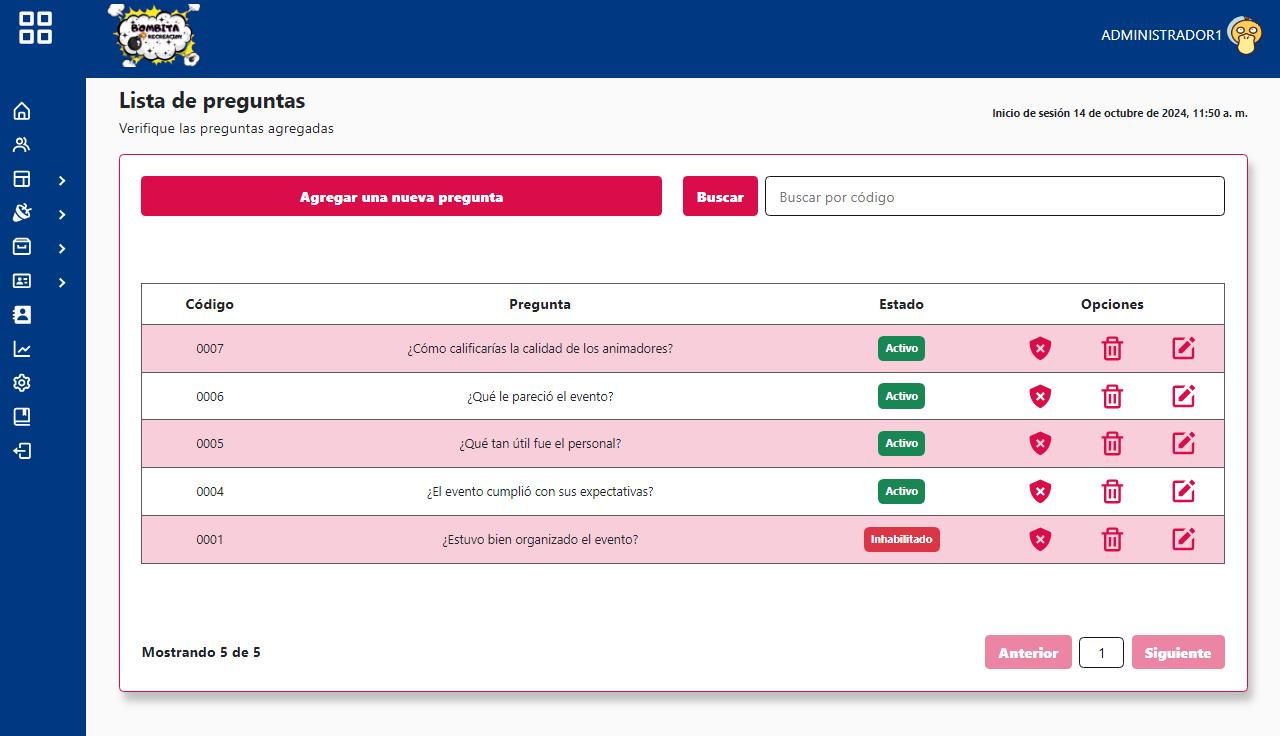 BOMBITA
RECREACION
ADMINISTRADOR1
Lista de preguntas
Verifique las preguntas agregadas
Inicio de sesión 14 de octubre de 2024, 11:50 a. m.
Agregar una nueva pregunta
Buscar
Buscar por código
Código Pregunta Estado Opciones
0007 ¿Cómo calificarías la calidad de los animadores? Activo
0006 ¿Qué le pareció el evento? Activo
0005 ¿Qué tan útil fue el personal? Activo
0004 ¿El evento cumplió con sus expectativas? Activo
0001 ¿Estuvo bien organizado el evento? Inhabilitado
Mostrando 5 de 5
Anterior 1 Siguiente